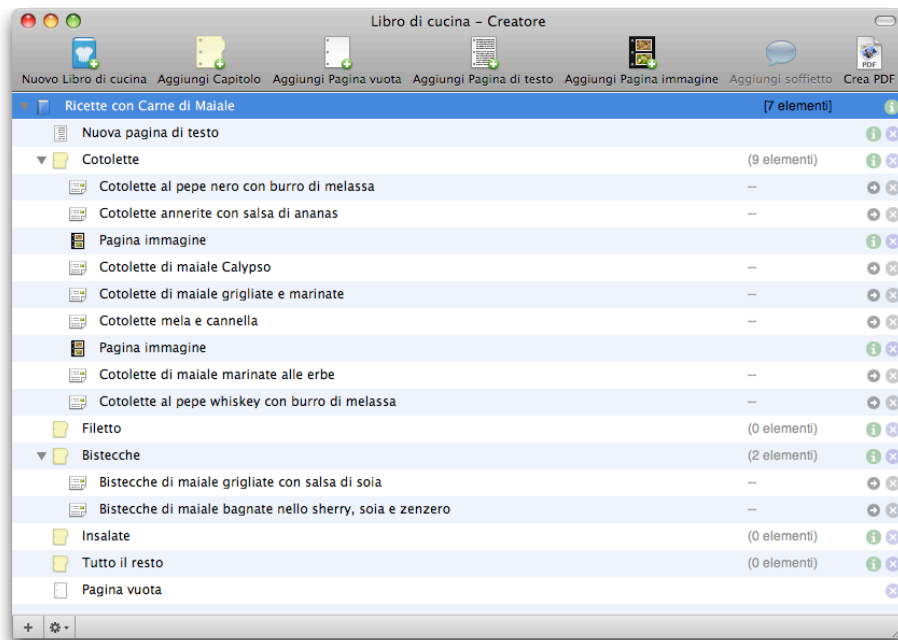 Libro di cucina – Creatore
Nuovo Libro di cucina Aggiungi Capitolo Aggiungi Pagina vuota Aggiungi Pagina di testo Aggiungi Pagina immagine Aggiungi soffietto Crea PDF
Ricette con Carne di Maiale [7 elementi]
Nuova pagina di testo
Cotolette (9 elementi)
Cotolette al pepe nero con burro di melassa --
Cotolette annerite con salsa di ananas --
Pagina immagine
Cotolette di maiale Calypso --
Cotolette di maiale grigliate e marinate --
Cotolette mela e cannella --
Pagina immagine
Cotolette di maiale marinate alle erbe --
Cotolette al pepe whiskey con burro di melassa --
Filetto (0 elementi)
Bistecche (2 elementi)
Bistecche di maiale grigliate con salsa di soia --
Bistecche di maiale bagnate nello sherry, soia e zenzero --
Insalate (0 elementi)
Tutto il resto (0 elementi)
Pagina vuota